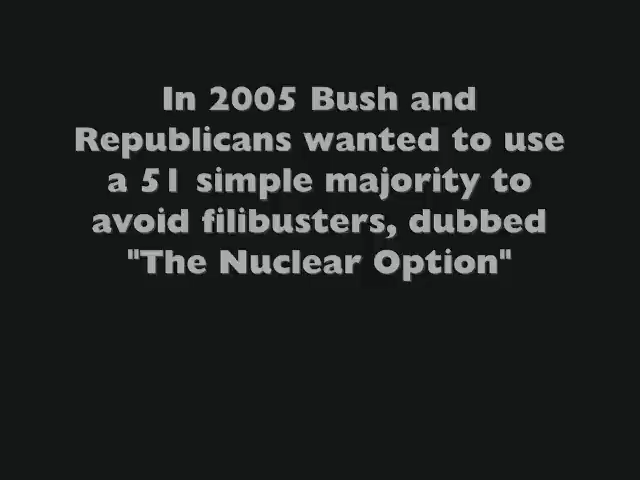 In 2005 Bush and
Republicans wanted to use
a 51 simple majority to
avoid filibusters, dubbed
"The Nuclear Option"